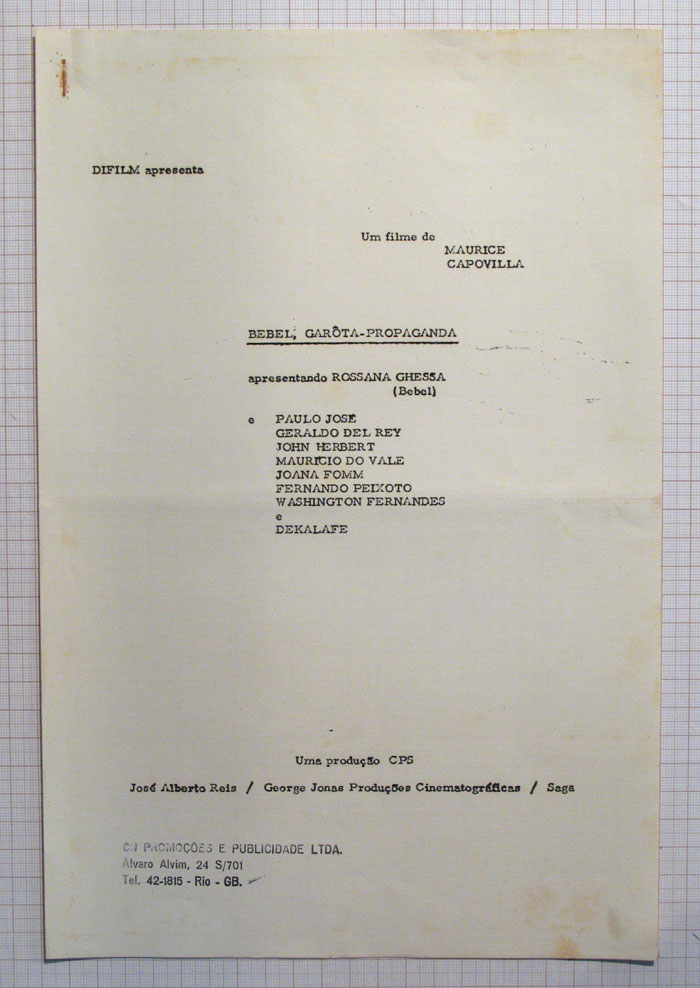 DIFILM apresenta
Um filme de
MAURICE
CAPOVILLA
BEBEL, GARÔTA-PROPAGANDA
apresentando ROSSANA GHESSA
(Bebel)
e PAULO JOSÉ
GERALDO DEL REY
JOHN HERBERT
MAURICIO DO VALE
JOANA FOMM
FERNANDO PEIXOTO
WASHINGTON FERNANDES
e
DEKALAFE
Uma produção CPS
José Alberto Reis / George Jonas Produções Cinematográficas / Saga
PROMOÇÕES E PUBLICIDADE LTDA.
Alvaro Alvim, 24 S/701
Tel. 42-1815 - Rio - GB.